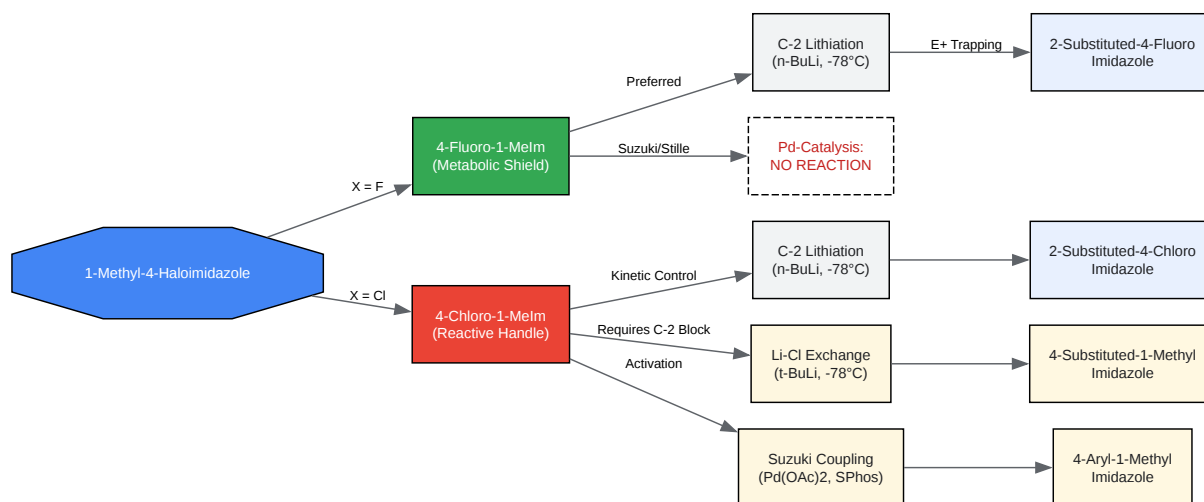 1-Methyl-4-Haloimidazole
X = F
X = Cl
4-Fluoro-1-MeIm
(Metabolic Shield)
4-Chloro-1-MeIm
(Reactive Handle)
Preferred
Suzuki/Stille
Kinetic Control
Requires C-2 Block
Activation
C-2 Lithiation
(n-BuLi, -78°C)
Pd-Catalysis:
NO REACTION
C-2 Lithiation
(n-BuLi, -78°C)
Li-Cl Exchange
(t-BuLi, -78°C)
Suzuki Coupling
(Pd(OAc)2, SPhos)
E+ Trapping
2-Substituted-4-Fluoro
Imidazole
2-Substituted-4-Chloro
Imidazole
4-Substituted-1-Methyl
Imidazole
4-Aryl-1-Methyl
Imidazole